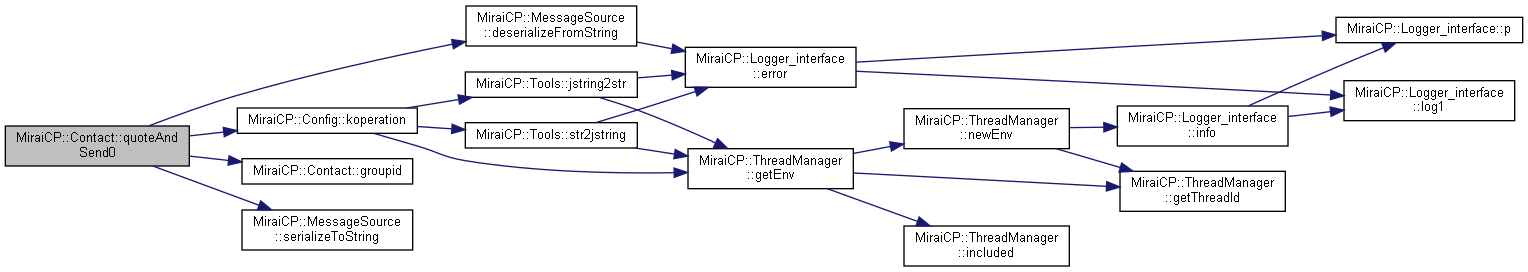 MiraiCP::Contact::quoteAnd
Send0
MiraiCP::MessageSource
::deserializeFromString
MiraiCP::Config::koperation
MiraiCP::Contact::groupid
MiraiCP::MessageSource
::serializeToString
MiraiCP::Tools::jstring2str
MiraiCP::Tools::str2jstring
MiraiCP::Logger_interface
::error
MiraiCP::ThreadManager
::getEnv
MiraiCP::ThreadManager
::newEnv
MiraiCP::ThreadManager
::included
MiraiCP::Logger_interface
::info
MiraiCP::ThreadManager
::getThreadId
MiraiCP::Logger_interface::p
MiraiCP::Logger_interface
::log1